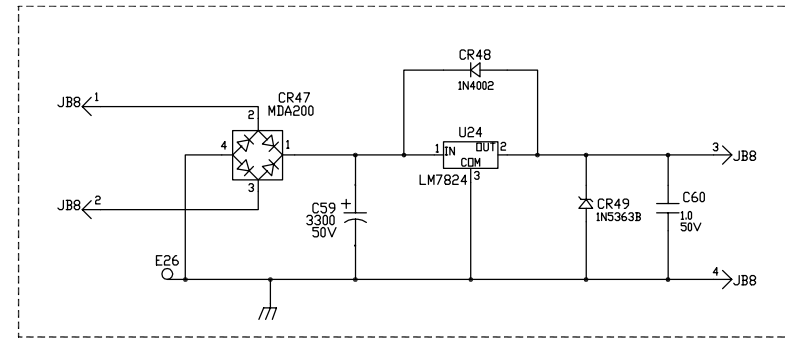 CR48
1N4002
JB8 1
CR47
MDA200
2
4
1
3
U24
1 IN OUT 2
COM
3
LM7824
3 JB8
JB8 2
C59 +
3300
50V
CR49
1N5363B
C60
1.0
50V
E26
4 JB8